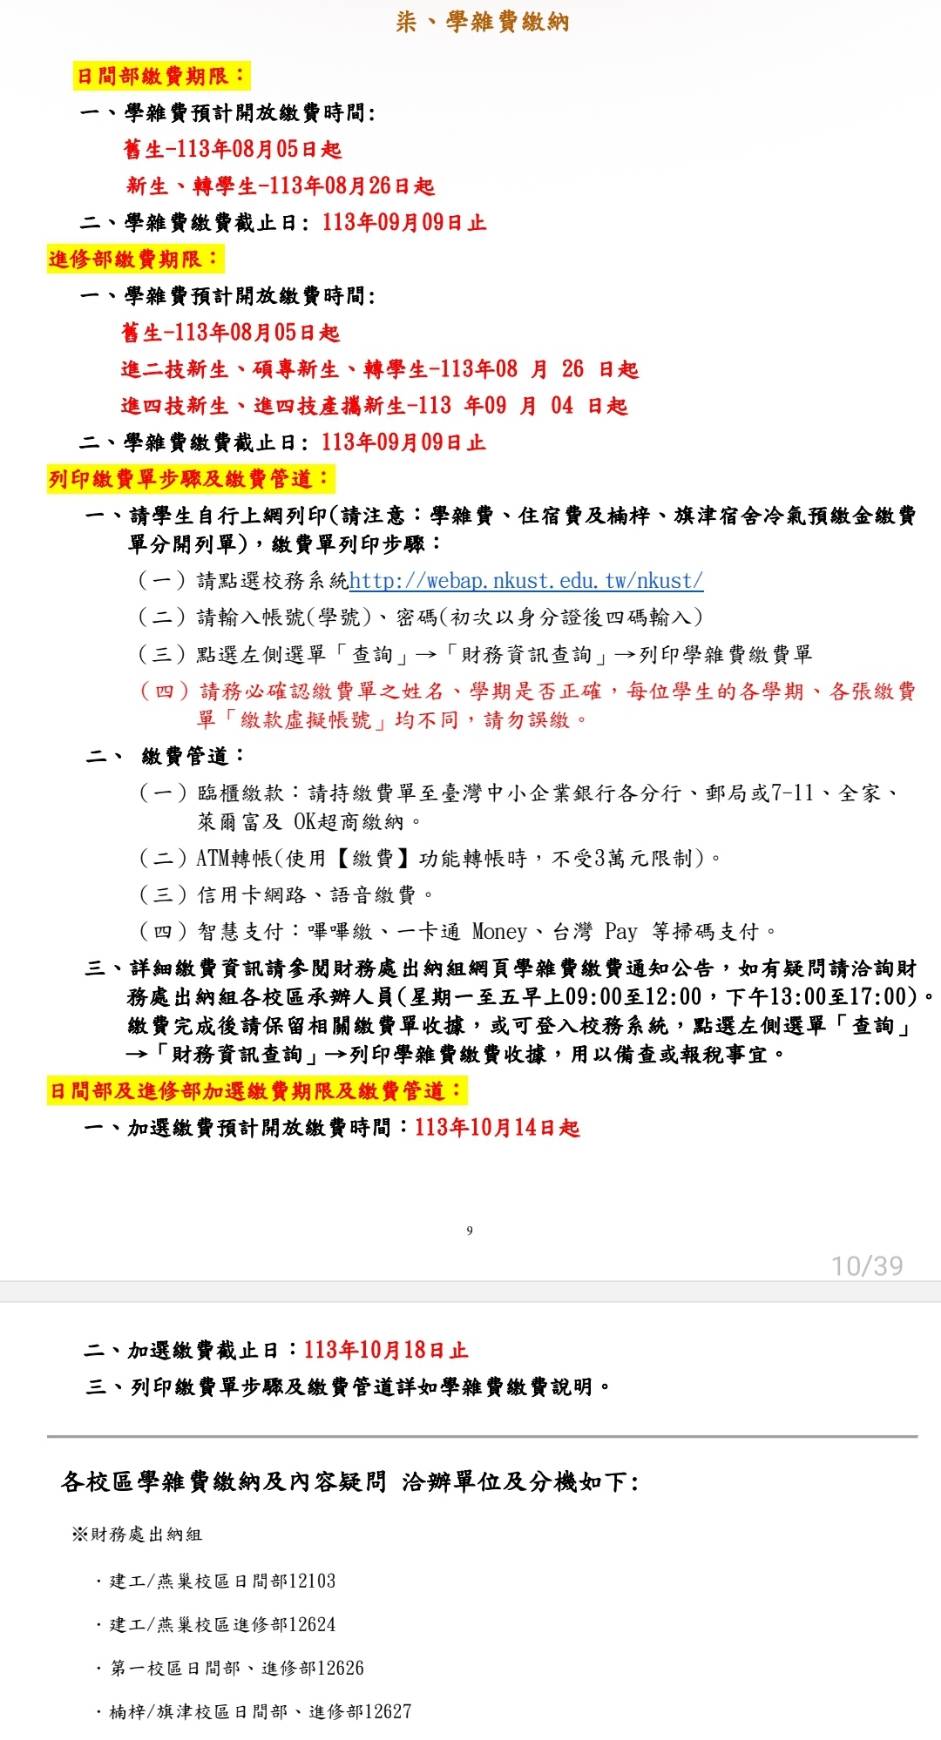 柒、學雜費繳納
日間部繳費期限：
一、學雜費預計開放繳費時間:
舊生-113年08月05日起
新生、轉學生-113年08月26日起
二、學雜費繳費截止日: 113年09月09日止
進修部繳費期限：
一、學雜費預計開放繳費時間:
舊生-113年08月05日起
進二技新生、碩專新生、轉學生-113年08 月 26 日起
進四技新生、進四技產攜新生-113 年09 月 04 日起
二、學雜費繳費截止日: 113年09月09日止
列印繳費單步驟及繳費管道：
一、請學生自行上網列印(請注意：學雜費、住宿費及楠梓、旗津宿舍冷氣預繳金繳費
單分開列單)，繳費單列印步驟：
（一）請點選校務系統http://webap.nkust.edu.tw/nkust/
（二）請輸入帳號(學號)、密碼(初次以身分證後四碼輸入)
（三）點選左側選單「查詢」→「財務資訊查詢」→列印學雜費繳費單
（四）請務必確認繳費單之姓名、學期是否正確，每位學生的各學期、各張繳費
單「繳款虛擬帳號」均不同，請勿誤繳。
二、 繳費管道：
（一）臨櫃繳款：請持繳費單至臺灣中小企業銀行各分行、郵局或7-11、全家、
萊爾富及 OK超商繳納。
（二）ATM轉帳(使用【繳費】功能轉帳時，不受3萬元限制)。
（三）信用卡網路、語音繳費。
（四）智慧支付：嗶嗶繳、一卡通 Money、台灣 Pay 等掃碼支付。
三、詳細繳費資訊請參閱財務處出納組網頁學雜費繳費通知公告，如有疑問請洽詢財
務處出納組各校區承辦人員(星期一至五早上09:00至12:00，下午13:00至17:00)。
繳費完成後請保留相關繳費單收據，或可登入校務系統，點選左側選單「查詢」
→「財務資訊查詢」→列印學雜費繳費收據，用以備查或報稅事宜。
日間部及進修部加選繳費期限及繳費管道：
一、加選繳費預計開放繳費時間：113年10月14日起
9
10/39
二、加選繳費截止日：113年10月18日止
三、列印繳費單步驟及繳費管道詳如學雜費繳費說明。
各校區學雜費繳納及內容疑問 洽辦單位及分機如下:
※財務處出納組
·建工/燕巢校區日間部12103
·建工/燕巢校區進修部12624
·第一校區日間部、進修部12626
·楠梓/旗津校區日間部、進修部12627